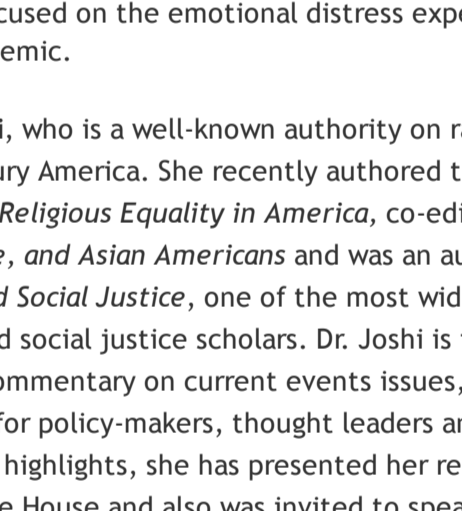 cused on the emotional distress expe
emic.
i, who is a well-known authority on r
ury America. She recently authored t
Religious Equality in America, co-edi
e, and Asian Americans and was an au
d Social Justice, one of the most wid
d social justice scholars. Dr. Joshi is
ommentary on current events issues,
for policy-makers, thought leaders an
highlights, she has presented her re
e House and also was invited to spea